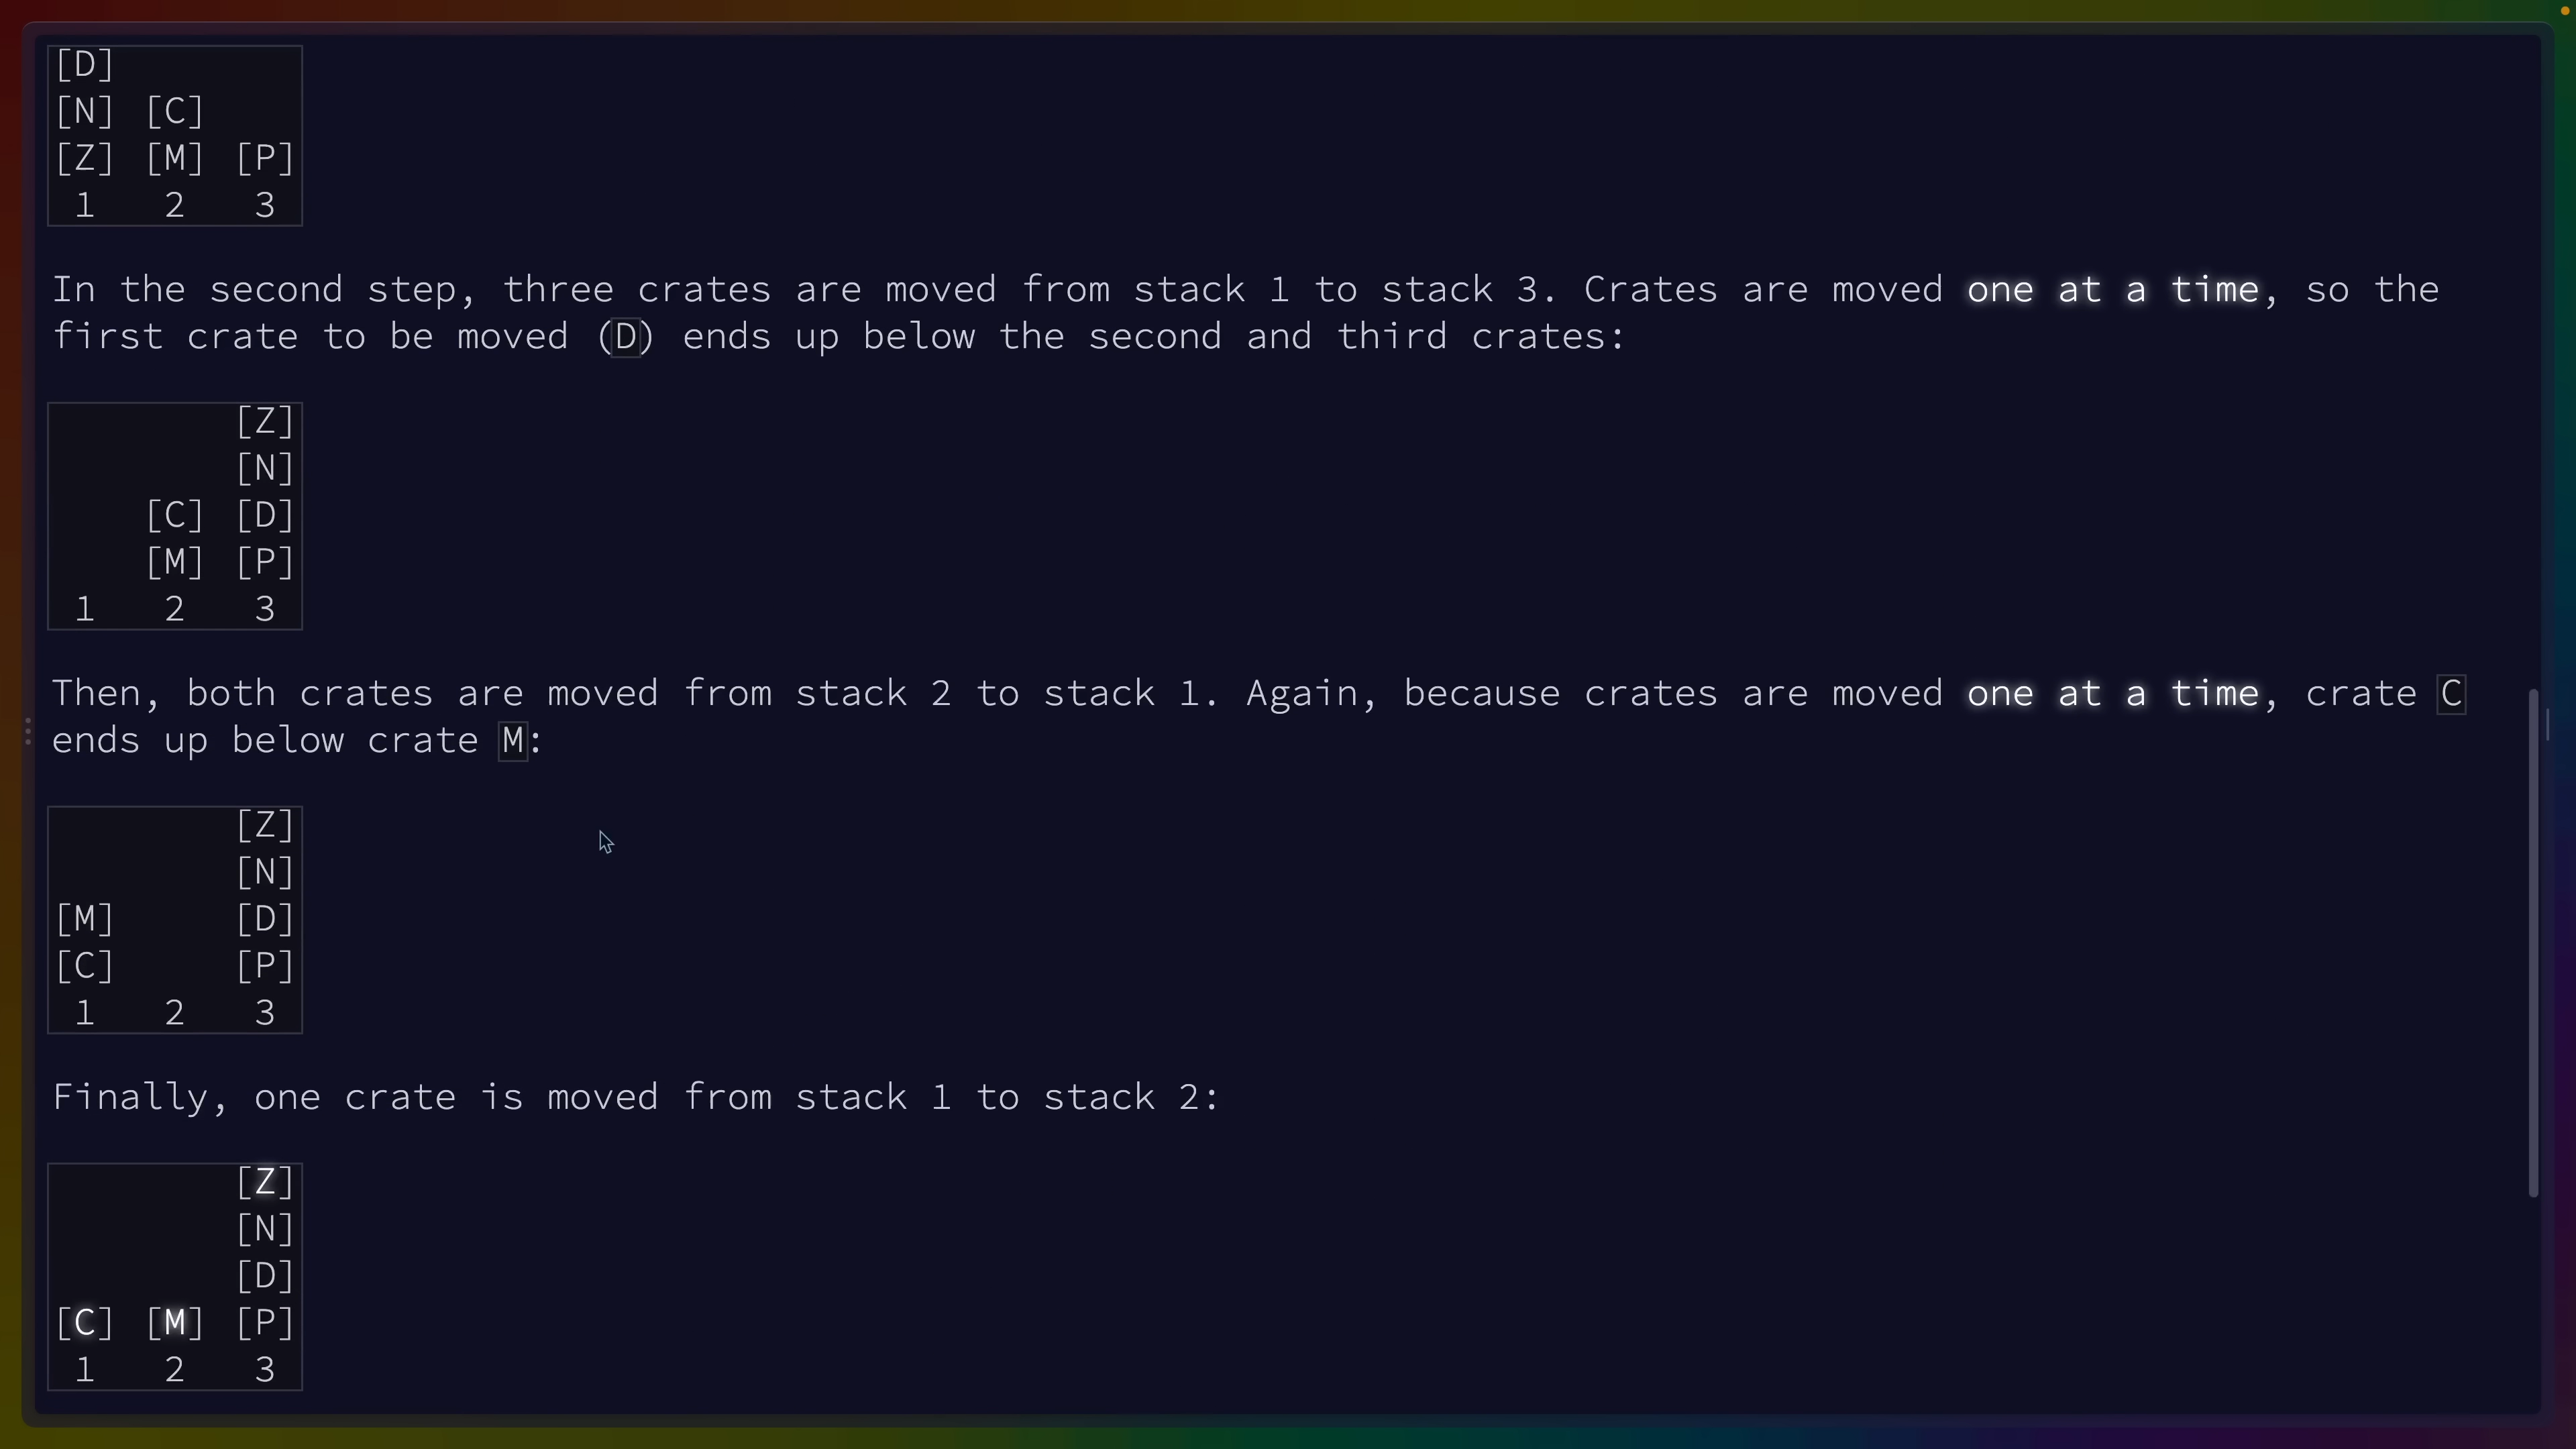 [D]
[N] [C]
[Z] [M] [P]
1 2 3
In the second step, three crates are moved from stack 1 to stack 3. Crates are moved one at a time, so the
first crate to be moved (D) ends up below the second and third crates:
[Z]
[N]
[C] [D]
[M] [P]
1 2 3
Then, both crates are moved from stack 2 to stack 1. Again, because crates are moved one at a time, crate C
ends up below crate M:
[Z]
[N]
[M] [D]
[C] [P]
1 2 3
Finally, one crate is moved from stack 1 to stack 2:
[Z]
[N]
[D]
[C] [M] [P]
1 2 3